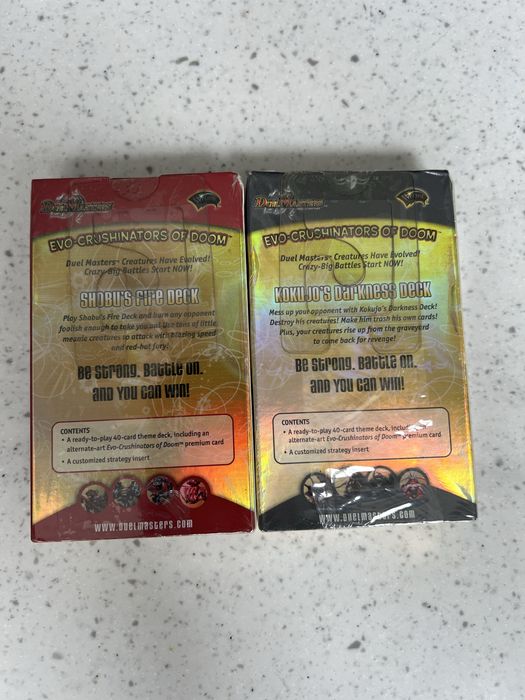 Duel Masters
EVO-CRUSHINATORS OF DOOM™
Duel Masters™ Creatures Have Evolved!
Crazy-Big Battles Start NOW!
SHOBU'S FIRE DECK
Play Shobu's Fire Deck and burn any opponent
foolish enough to take you on! Use tons of little
meanie creatures to attack with blazing speed
and red-hot fury!
BE STRONG. BATTLE ON.
AND YOU CAN WIN!
CONTENTS
• A ready-to-play 40-card theme deck, including an
alternate-art Evo-Crushinators of Doom™ premium card
• A customized strategy insert
WWW.DUELMASTERS.COM
Duel Masters
EVO-CRUSHINATORS OF DOOM™
Duel Masters™ Creatures Have Evolved!
Crazy-Big Battles Start NOW!
KOKUJO'S DARKNESS DECK
Mess up your opponent with Kokujo's Darkness Deck!
Destroy his creatures! Make him trash his own cards!
Plus, your creatures rise up from the graveyard
to come back for revenge!
BE STRONG. BATTLE ON.
AND YOU CAN WIN!
CONTENTS
• A ready-to-play 40-card theme deck, including an
alternate-art Evo-Crushinators of Doom™ premium card
• A customized strategy insert
WWW.DUELMASTERS.COM